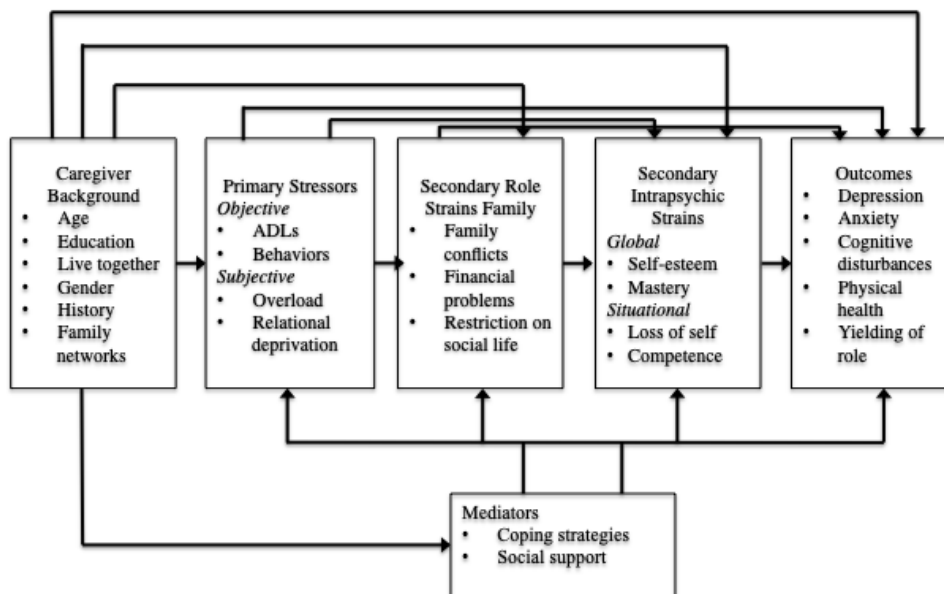 Caregiver
Background
• Age
• Education
• Live together
• Gender
• History
• Family
networks
Primary Stressors
Objective
• ADLs
• Behaviors
Subjective
• Overload
• Relational
deprivation
Secondary Role
Strains Family
• Family
conflicts
• Financial
problems
• Restriction on
social life
Secondary
Intrapsychic
Strains
Global
• Self-esteem
• Mastery
Situational
• Loss of self
• Competence
Outcomes
• Depression
• Anxiety
• Cognitive
disturbances
• Physical
health
• Yielding of
role
Mediators
• Coping strategies
• Social support